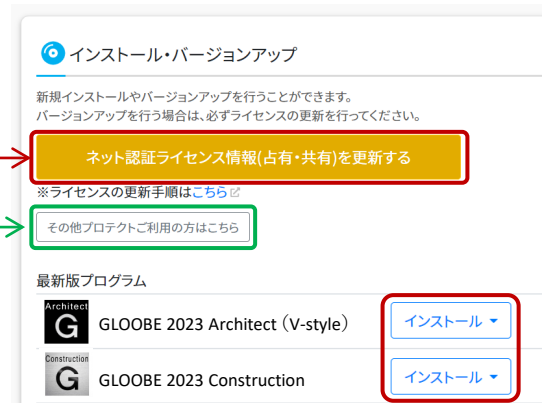 インストール・バージョンアップ
新規インストールやバージョンアップを行うことができます。
バージョンアップを行う場合は、必ずライセンスの更新を行ってください。
ネット認証ライセンス情報(占有・共有)を更新する
※ライセンスの更新手順はこちら
その他プロテクトご利用の方はこちら
最新版プログラム
Architect
G
GLOOBE 2023 Architect（V-style）
インストール
Construction
G
GLOOBE 2023 Construction
インストール